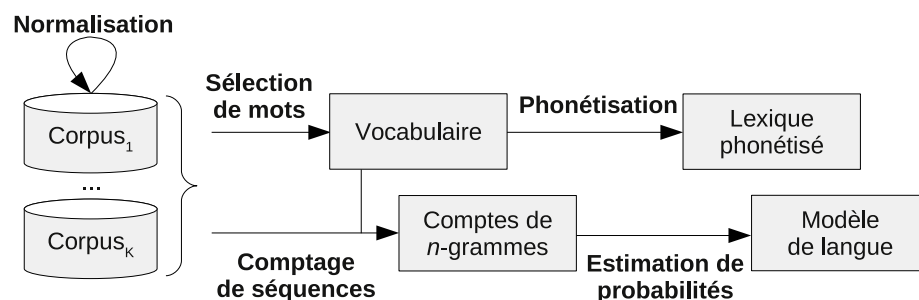 Normalisation
Corpus1
...
CorpusK
Sélection
de mots
Vocabulaire
Phonétisation
Lexique
phonétisé
Comptage
de séquences
Comptes de
n-grammes
Estimation de
probabilités
Modèle
de langue